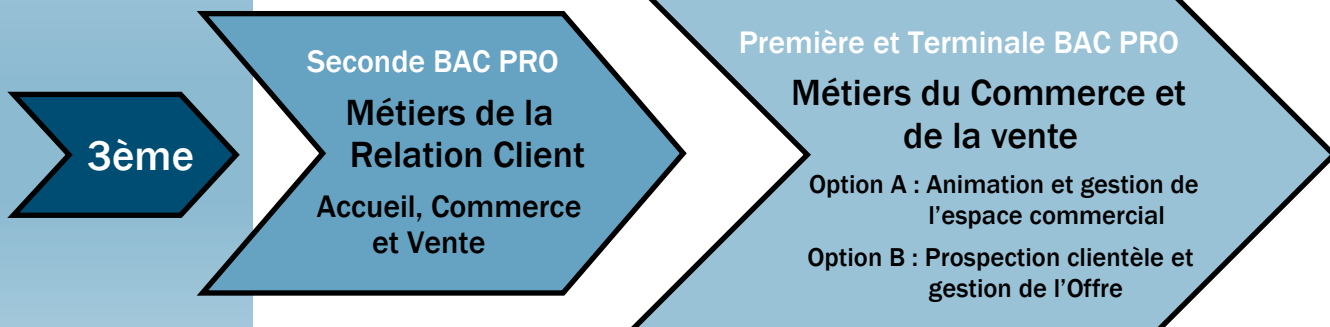 3ème
Seconde BAC PRO
Métiers de la
Relation Client
Accueil, Commerce
et Vente
Première et Terminale BAC PRO
Métiers du Commerce et
de la vente
Option A : Animation et gestion de
l'espace commercial
Option B : Prospection clientèle et
gestion de l'Offre